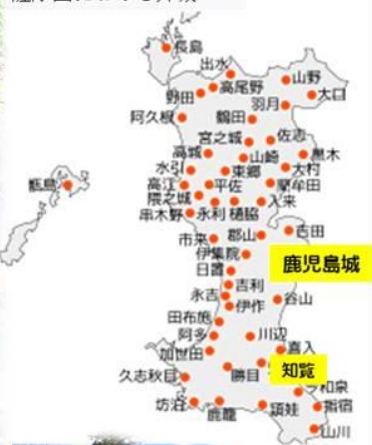 長島
出水
山野
高尾野
野田
大口
羽月
阿久根
鶴田
宮之城
佐志
高城
山崎
黒木
水引
東郷
大村
甑島
高江
平佐
藺牟田
隈之城
入来
串木野
永利
樋脇
市来
郡山
吉田
伊集院
鹿児島城
日置
吉利
永吉
谷山
伊作
田布施
阿多
川辺
加世田
喜入
知覧
久志秋目
勝目
今和泉
坊泊
鹿籠
頴娃
指宿
山川